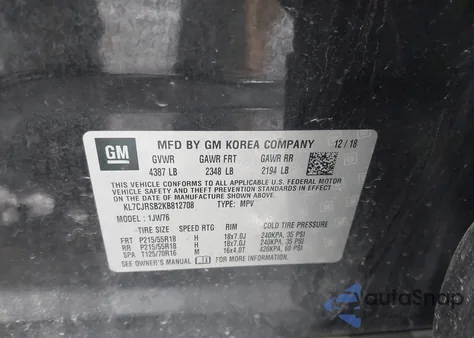 GM
MFD BY GM KOREA COMPANY 12 / 18
GVWR GAWR FRT GAWR RR
4387 LB 2348 LB 2194 LB
THIS VEHICLE CONFORMS TO ALL APPLICABLE U.S. FEDERAL MOTOR
VEHICLE SAFETY AND THEFT PREVENTION STANDARDS IN EFFECT
ON THE DATE OF MANUFACTURE SHOWN ABOVE.
KL7CJRSB2KB812708 TYPE: MPV
MODEL: 1JW76
TIRE SIZE SPEED RTG RIM COLD TIRE PRESSURE
FRT P215/55R18 H 18x7.0J 240KPA, 35 PSI
RR P215/55R18 H 18x7.0J 240KPA, 35 PSI
SPA T125/70R16 M 16x4.0T 420KPA, 60 PSI
SEE OWNER'S MANUAL FOR ADDITIONAL INFORMATION.
autoSnap